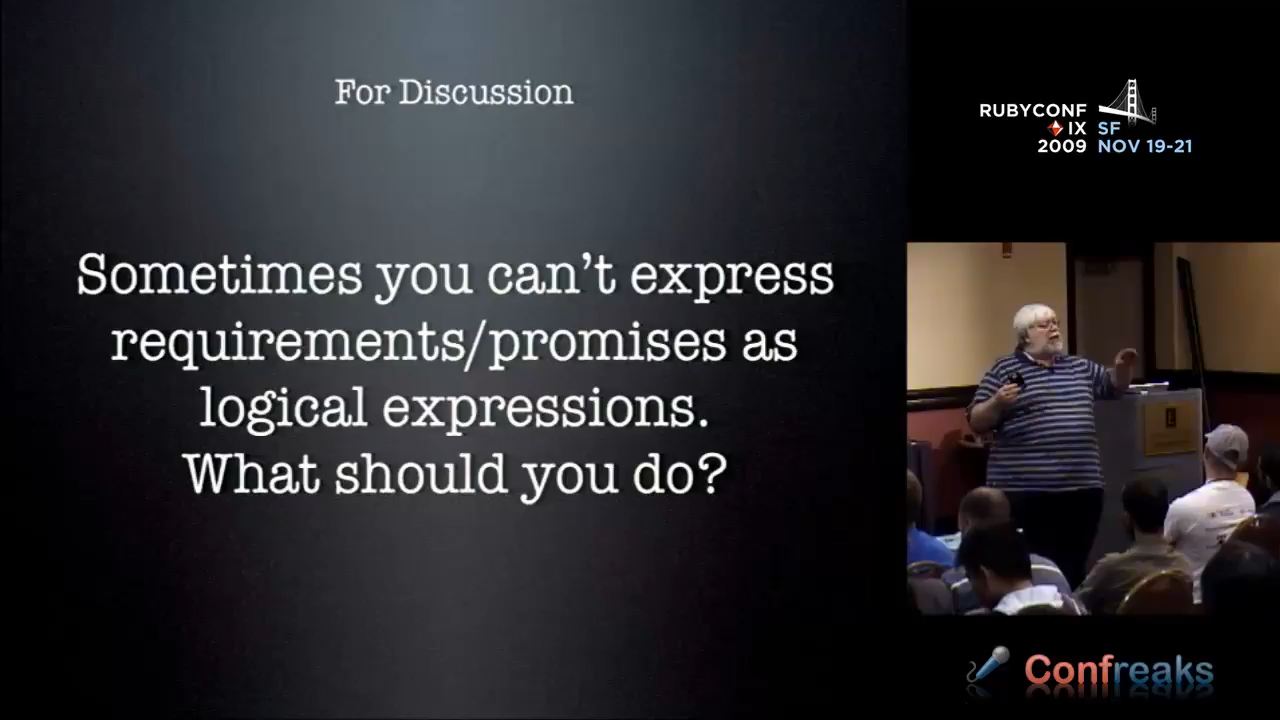 For Discussion
Sometimes you can't express
requirements/promises as
logical expressions.
What should you do?
RUBYCONF
IX SF
2009 NOV 19-21
Confreaks